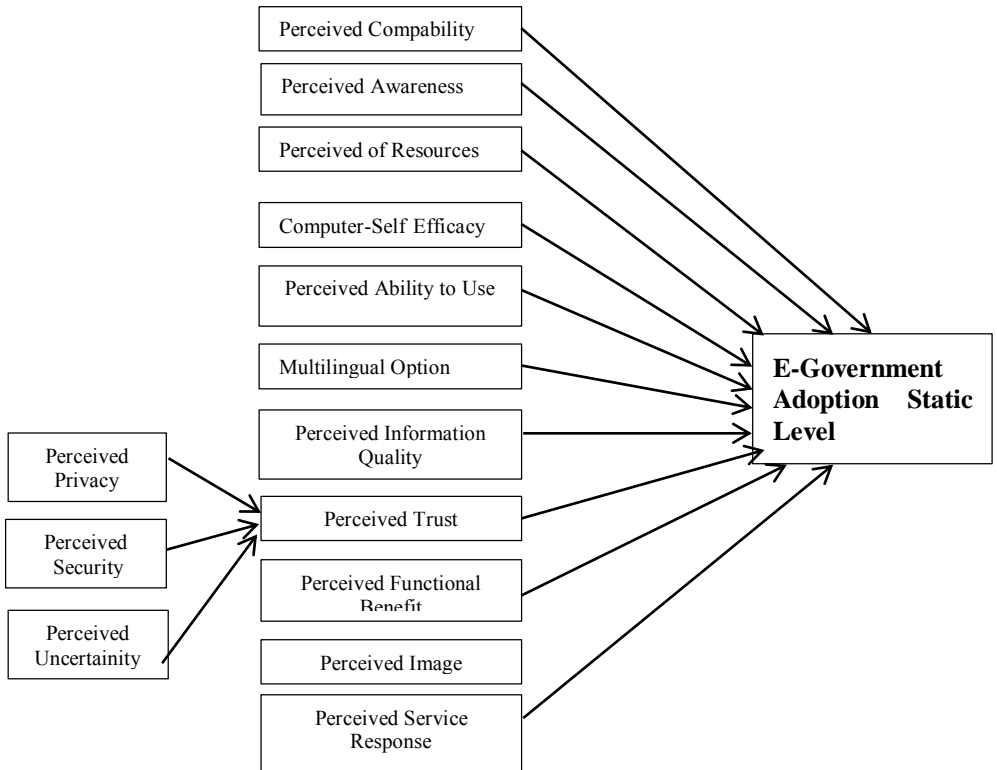 Perceived Compability
Perceived Awareness
Perceived of Resources
Computer-Self Efficacy
Perceived Ability to Use
Multilingual Option
Perceived Information
Quality
Perceived Trust
Perceived Functional
Benefit
Perceived Image
Perceived Service
Response
Perceived
Privacy
Perceived
Security
Perceived
Uncertainity
E-Government
Adoption Static
Level